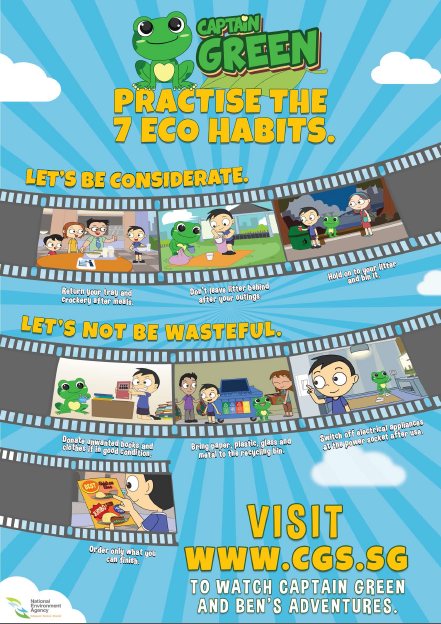 CAPTAIN
GREEN
PRACTISE THE
7 ECO HABITS.
LET'S BE CONSIDERATE.
Return your tray and
crockery after meals.
Don't leave litter behind
after your outings.
Hold on to your litter
and bin it.
LET'S NOT BE WASTEFUL.
Donate unwanted books and
clothes if in good condition.
Bring paper, plastic, glass and
metal to the recycling bin.
Switch off electrical appliances
at the power socket after use.
BEST
Order only what you
can finish.
VISIT
WWW.CGS.SG
TO WATCH CAPTAIN GREEN
AND BEN'S ADVENTURES.
National
Environment
Agency